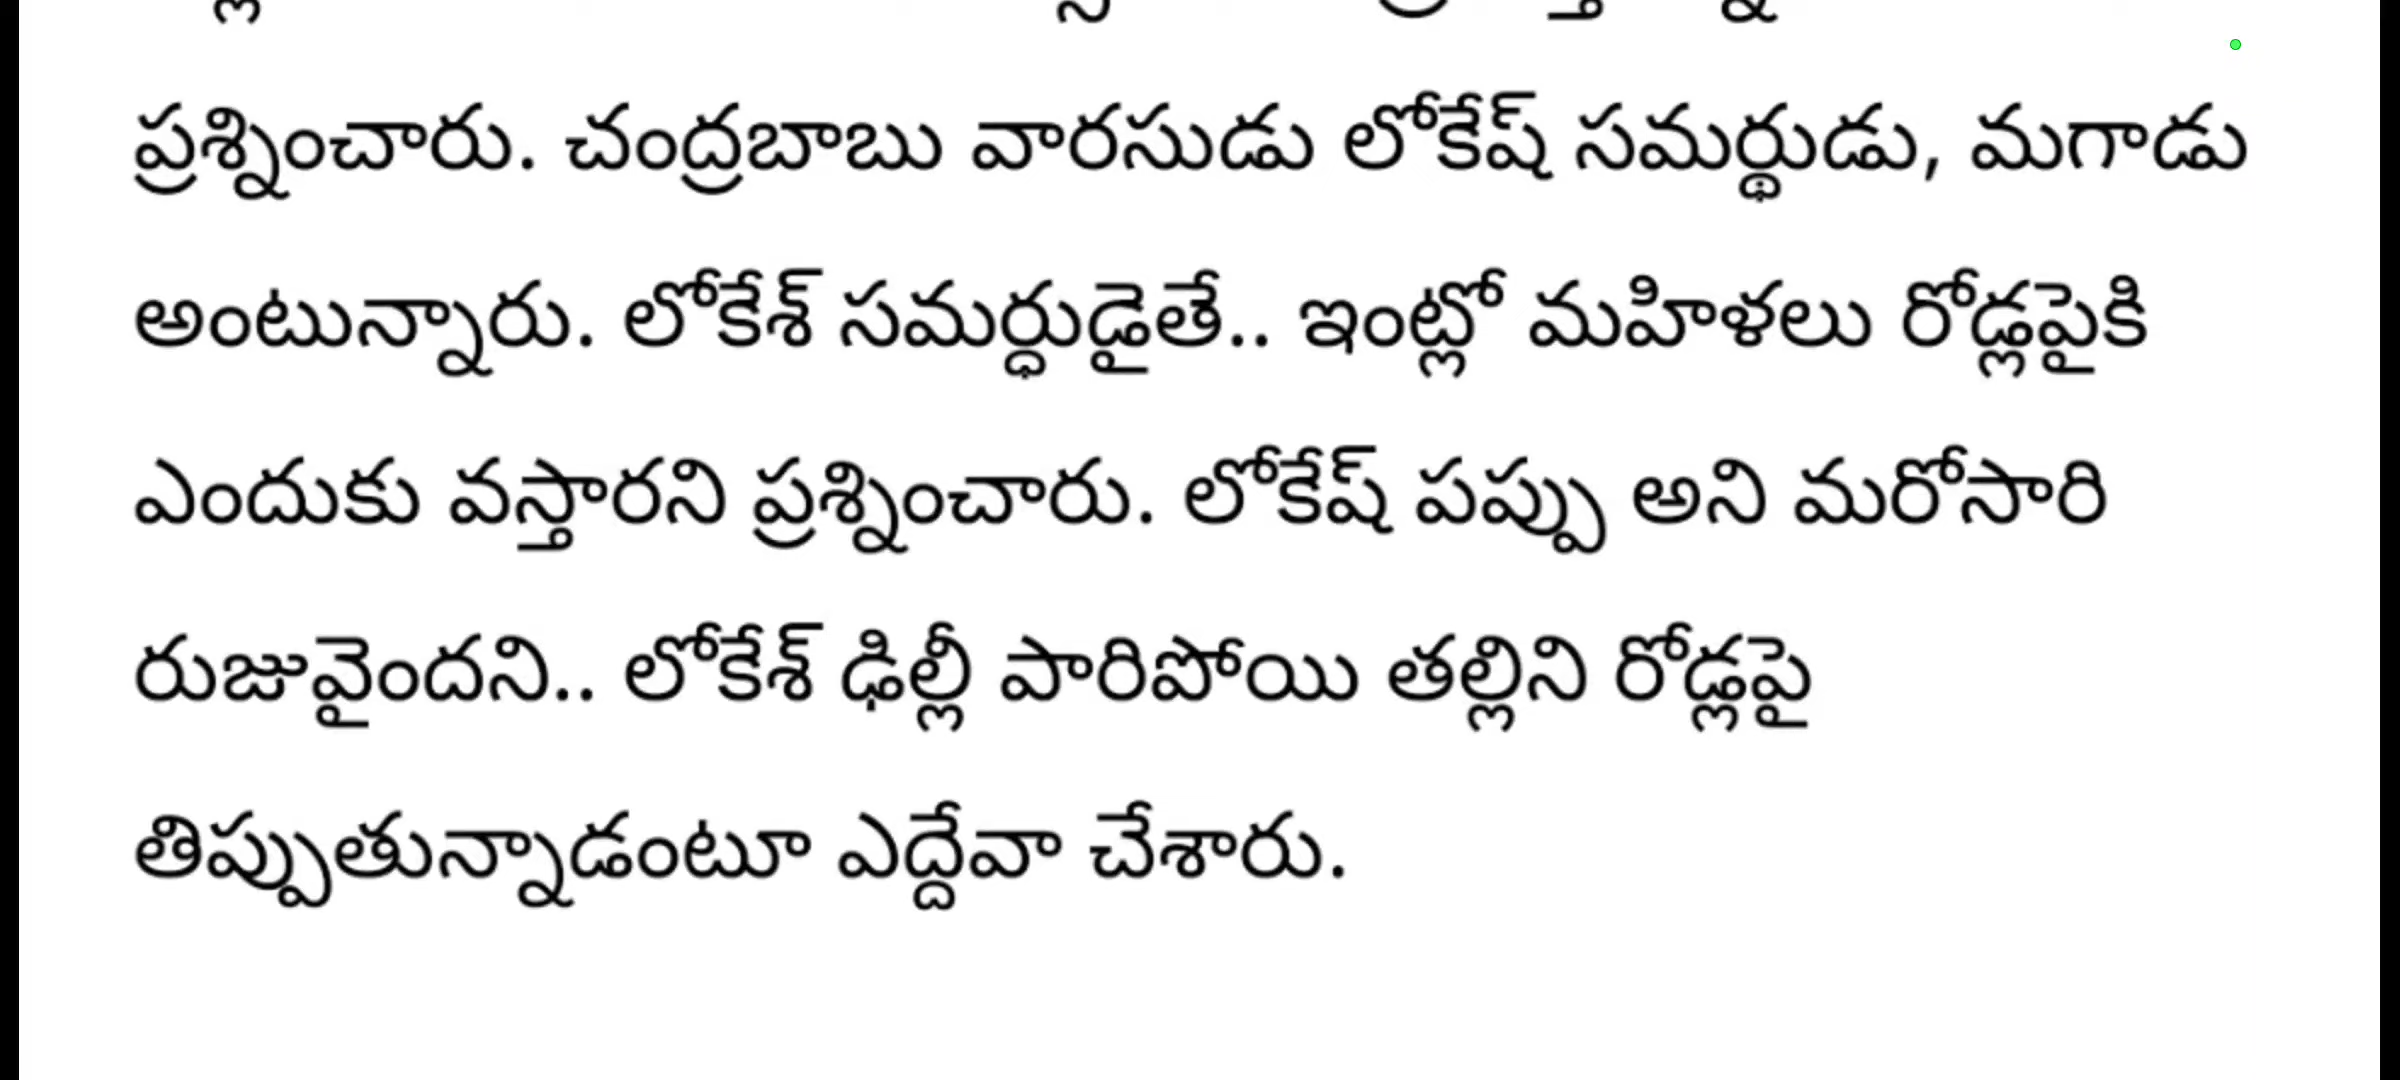 ప్రశ్నించారు. చంద్రబాబు వారసుడు లోకేష్ సమర్థుడు, మగాడు
అంటున్నారు. లోకేశ్ సమర్ధుడైతే.. ఇంట్లో మహిళలు రోడ్లపైకి
ఎందుకు వస్తారని ప్రశ్నించారు. లోకేష్ పప్పు అని మరోసారి
రుజువైందని.. లోకేశ్ ఢిల్లీ పారిపోయి తల్లిని రోడ్లపై
తిప్పుతున్నాడంటూ ఎద్దేవా చేశారు.